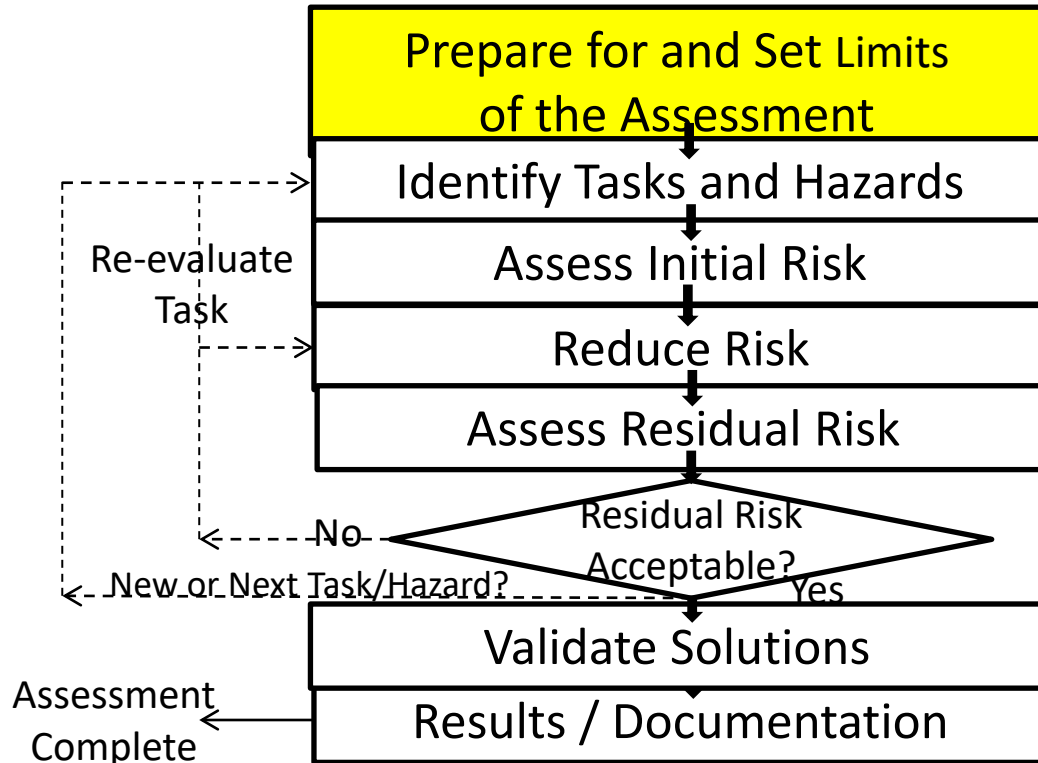 Prepare for and Set Limits
of the Assessment
Identify Tasks and Hazards
Re-evaluate
Task
Assess Initial Risk
Reduce Risk
Assess Residual Risk
Residual Risk
Acceptable?
No
New or Next Task/Hazard?
Yes
Validate Solutions
Results / Documentation
Assessment
Complete